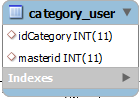 category_user
idCategory INT(11)
masterid INT(11)
Indexes